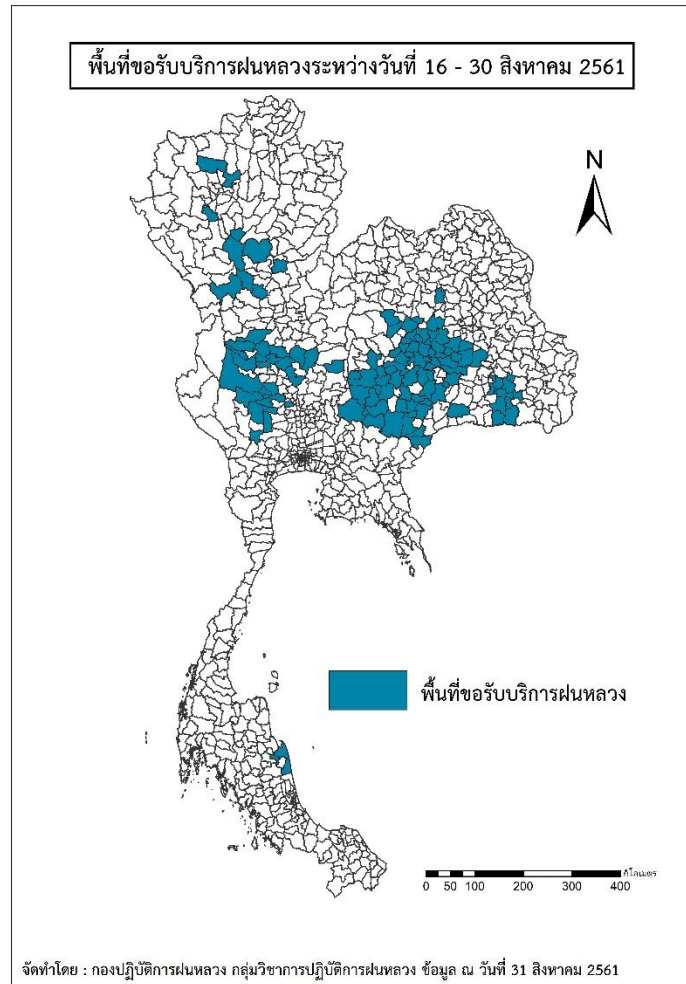 พื้นที่ขอรับบริการฝนหลวงระหว่างวันที่ 16 - 30 สิงหาคม 2561
N
พื้นที่ขอรับบริการฝนหลวง
กิโลเมตร
0 50 100 200 300 400
จัดทำโดย : กองปฏิบัติการฝนหลวง กลุ่มวิชาการปฏิบัติการฝนหลวง ข้อมูล ณ วันที่ 31 สิงหาคม 2561